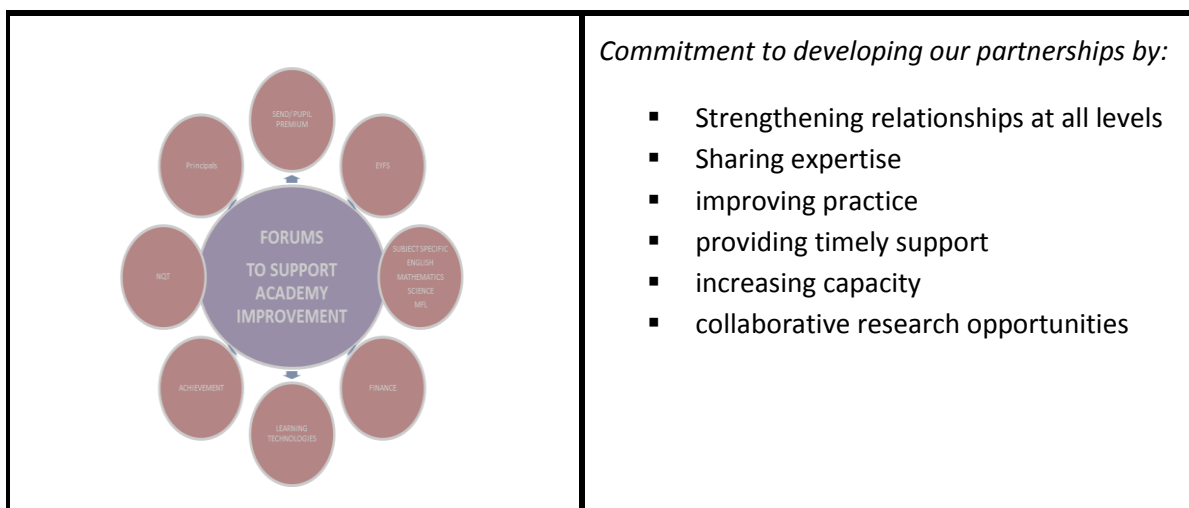 SEND/ PUPIL
PREMIUM
EYFS
SUBJECT SPECIFIC
ENGLISH
MATHEMATICS
SCIENCE
MFL
FINANCE
LEARNING
TECHNOLOGIES
ACHIEVEMENT
NQT
Principals
FORUMS
TO SUPPORT
ACADEMY
IMPROVEMENT
Commitment to developing our partnerships by:
▪ Strengthening relationships at all levels
▪ Sharing expertise
▪ improving practice
▪ providing timely support
▪ increasing capacity
▪ collaborative research opportunities